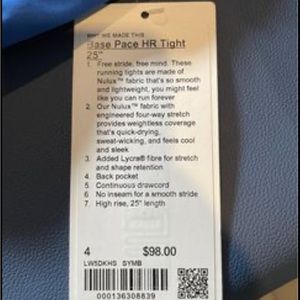 WHY WE MADE THIS
Base Pace HR Tight
25"
1. Free stride, free mind. These
running tights are made of
Nulux™ fabric that's so smooth
and lightweight, you might feel
like you can run forever
2. Our Nulux™ fabric with
engineered four-way stretch
provides weightless coverage
that's quick-drying,
sweat-wicking, and feels cool
and sleek
3. Added Lycra® fibre for stretch
and shape retention
4. Back pocket
5. Continuous drawcord
6. No inseam for a smooth stride
7. High rise, 25" length
4 $98.00
LW5DKHS SYMB
000136308839